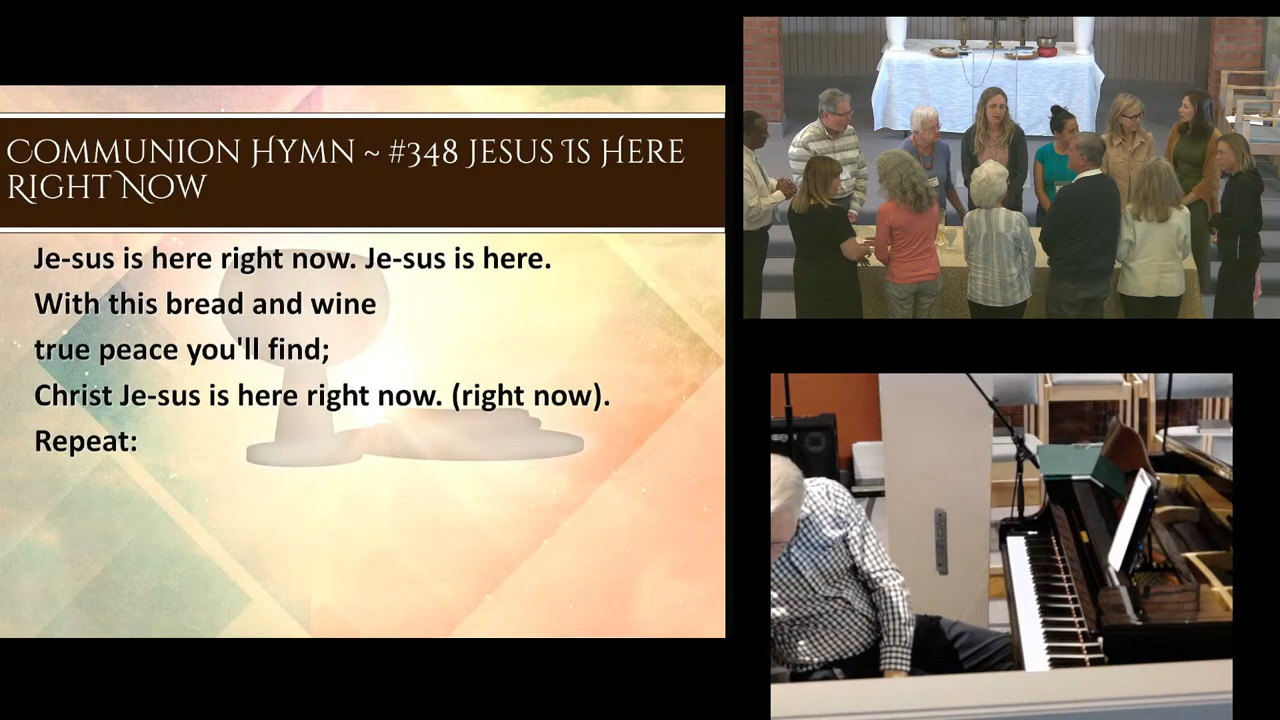 Communion Hymn ~ #348 Jesus Is Here
Right Now
Je-sus is here right now. Je-sus is here.
With this bread and wine
true peace you'll find;
Christ Je-sus is here right now. (right now).
Repeat: